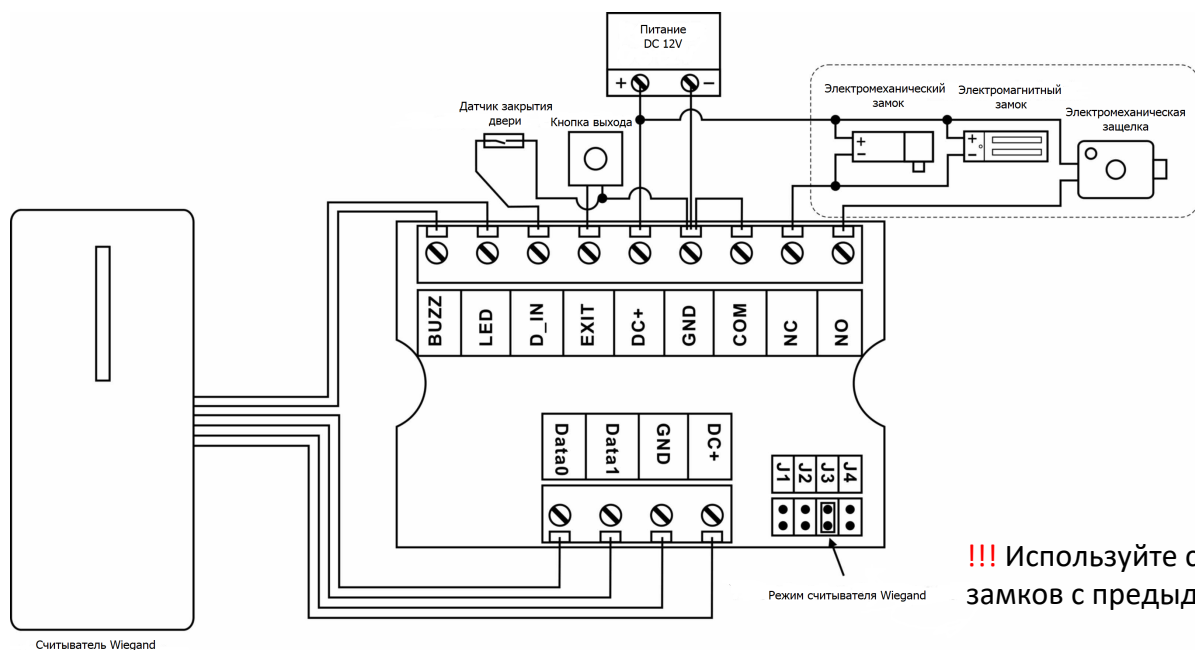 Питание
DC 12V
+ −
Электромеханический
замок
Электромагнитный
замок
Электромеханическая
защелка
Датчик закрытия
двери
Кнопка выхода
+
−
+
−
BUZZ LED D_IN EXIT DC+ GND COM NC NO
Data0 Data1 GND DC+
J1 J2 J3 J4
!!! Используйте
замков с
Режим считывателя Wiegand
Считыватель Wiegand